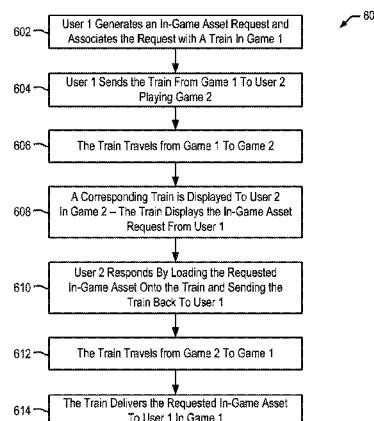 60
602
User 1 Generates an In-Game Asset Request and
Associates the Request with A Train In Game 1
604
User 1 Sends the Train From Game 1 To User 2
Playing Game 2
606
The Train Travels from Game 1 To Game 2
608
A Corresponding Train is Displayed To User 2
In Game 2 – The Train Displays the In-Game Asset
Request From User 1
610
User 2 Responds By Loading the Requested
In-Game Asset Onto the Train and Sending the
Train Back To User 1
612
The Train Travels from Game 2 To Game 1
614
The Train Delivers the Requested In-Game Asset
To User 1 In Game 1